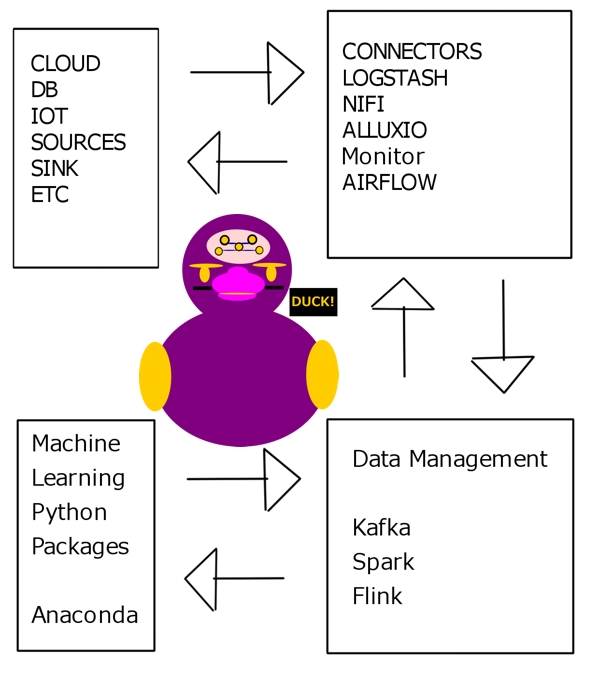 CLOUD
DB
IOT
SOURCES
SINK
ETC
CONNECTORS
LOGSTASH
NIFI
ALLUXIO
Monitor
AIRFLOW
DUCK!
Machine
Learning
Python
Packages
Anaconda
Data Management
Kafka
Spark
Flink